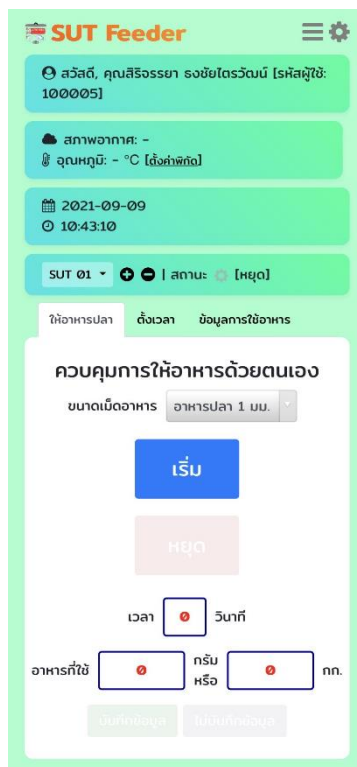 SUT Feeder
สวัสดี, คุณสิริจรรยา ธงชัยไตรวัฒน์ [รหัสผู้ใช้:
100005]
สภาพอากาศ: -
อุณหภูมิ: - °C [ตั้งค่าพิกัด]
2021-09-09
10:43:10
SUT 01 | สถานะ [หยุด]
ให้อาหารปลา ตั้งเวลา ข้อมูลการใช้อาหาร
ควบคุมการให้อาหารด้วยตนเอง
ขนาดเม็ดอาหาร อาหารปลา 1 มม.
เริ่ม
หยุด
เวลา 0 วินาที
อาหารที่ใช้ 0 กรัม หรือ 0 กก.
บันทึกข้อมูล ไม่บันทึกข้อมูล